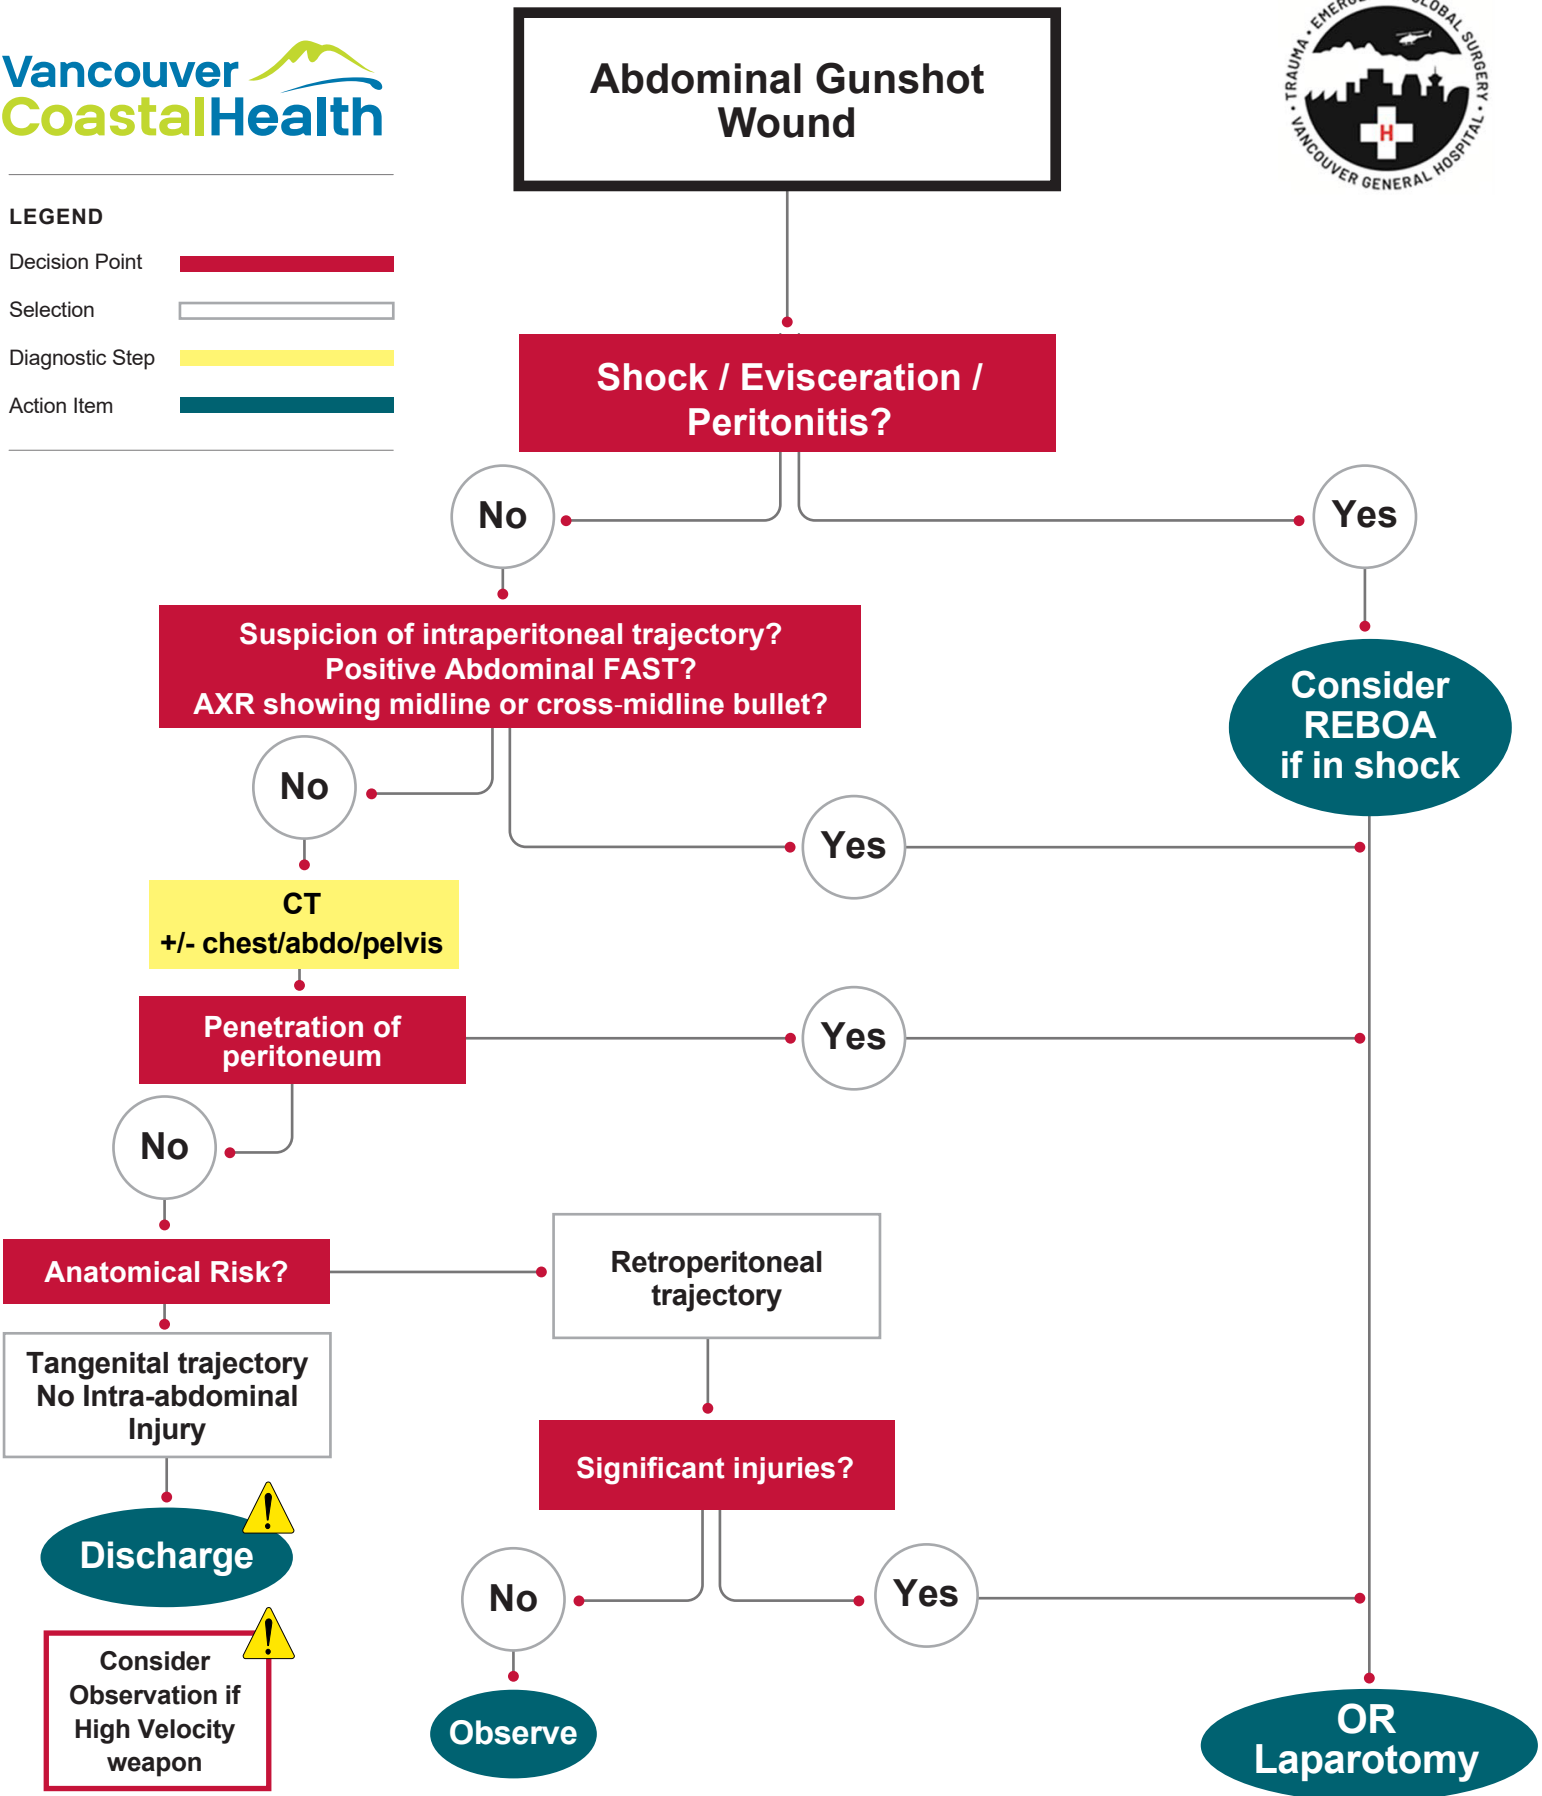 Vancouver
CoastalHealth
Abdominal Gunshot
Wound
TRAUMA • GLOBAL SURGERY • VANCOUVER GENERAL HOSPITAL •
H
LEGEND
Decision Point
Selection
Diagnostic Step
Action Item
Shock / Evisceration /
Peritonitis?
No
Yes
Suspicion of intraperitoneal trajectory?
Positive Abdominal FAST?
AXR showing midline or cross-midline bullet?
Consider
REBOA
if in shock
No
Yes
CT
+/- chest/abdo/pelvis
Penetration of
peritoneum
Yes
No
Anatomical Risk?
Retroperitoneal
trajectory
Tangenital trajectory
No Intra-abdominal
Injury
Significant injuries?
Discharge
No
Yes
Consider
Observation if
High Velocity
weapon
Observe
OR
Laparotomy